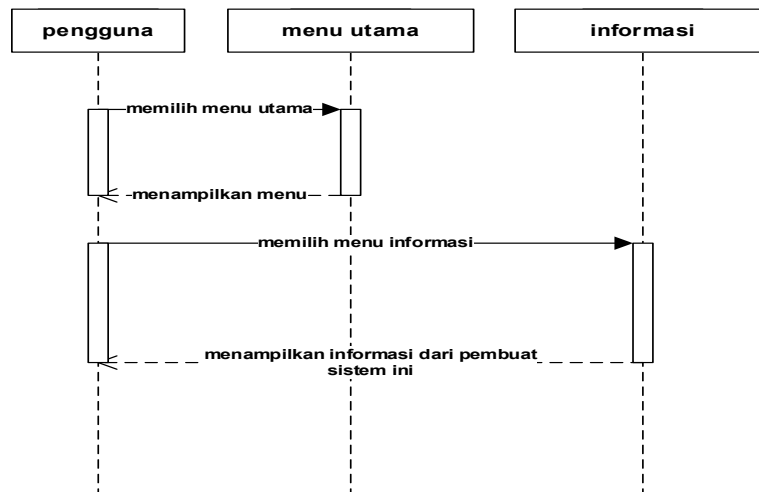 pengguna
menu utama
informasi
memilih menu utama
menampilkan menu
memilih menu informasi
menampilkan informasi dari pembuat
sistem ini